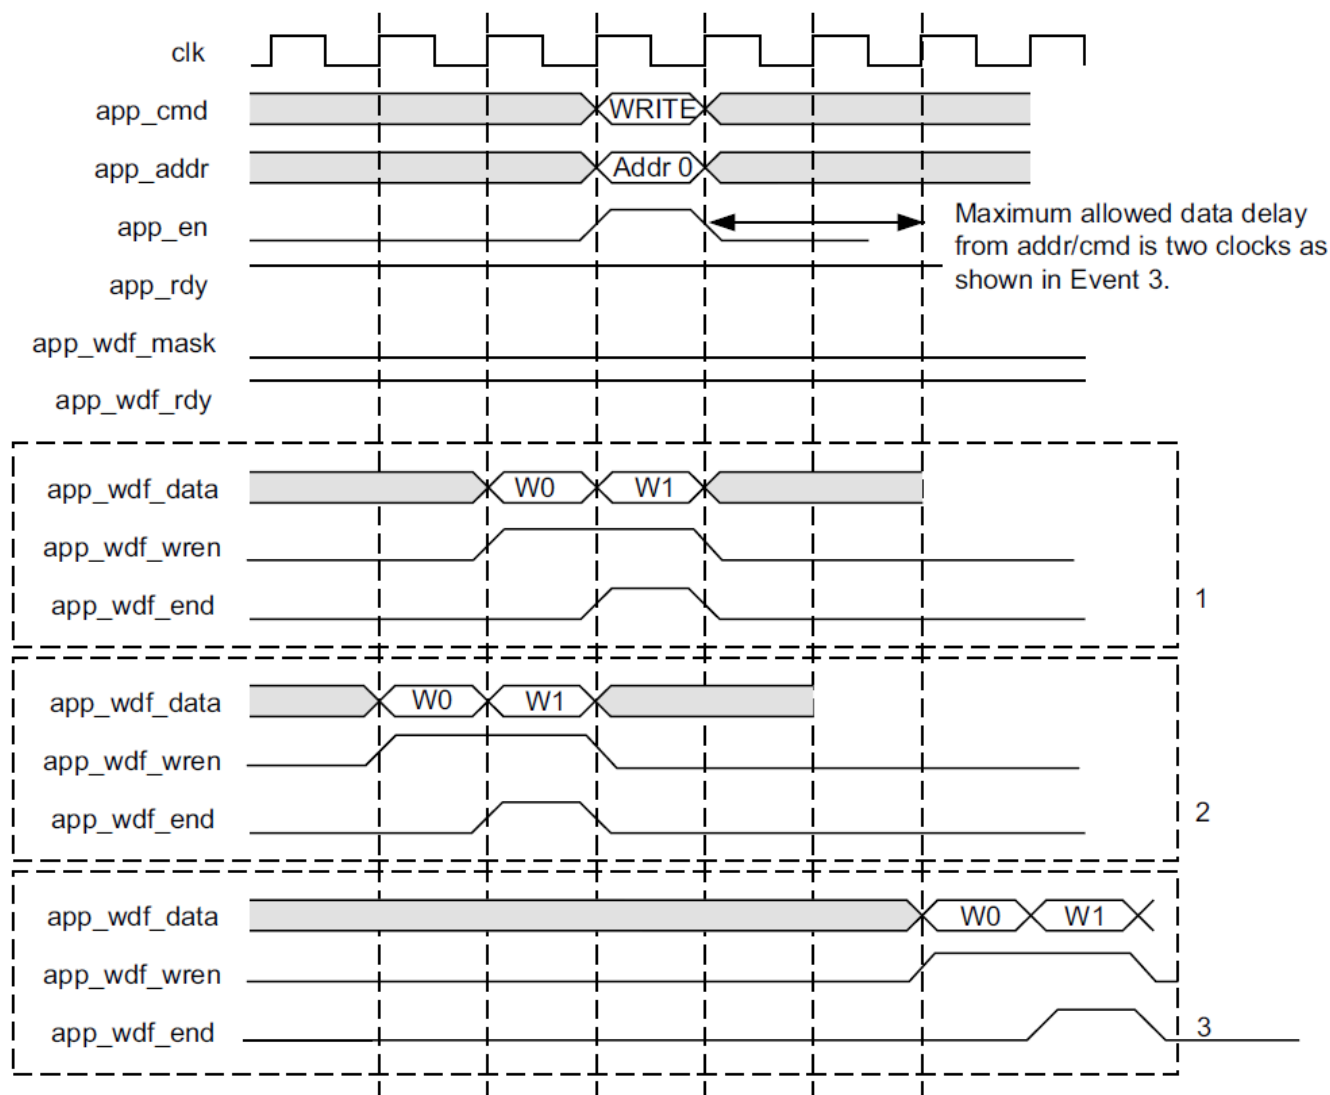 clk
app_cmd
WRITE
app_addr
Addr 0
app_en
Maximum allowed data delay
from addr/cmd is two clocks as
shown in Event 3.
app_rdy
app_wdf_mask
app_wdf_rdy
app_wdf_data
W0
W1
app_wdf_wren
app_wdf_end
1
app_wdf_data
W0
W1
app_wdf_wren
app_wdf_end
2
app_wdf_data
W0
W1
app_wdf_wren
app_wdf_end
3